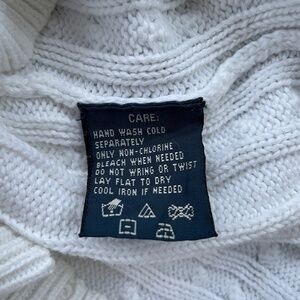 CARE:
HAND WASH COLD
SEPARATELY
ONLY NON-CHLORINE
BLEACH WHEN NEEDED
DO NOT WRING OR TWIST
LAY FLAT TO DRY
COOL IRON IF NEEDED